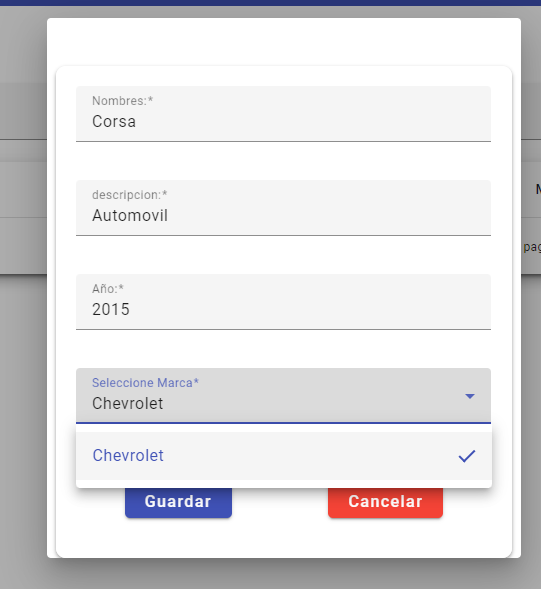 Nombres:*
Corsa
descripcion:*
Automovil
Año:*
2015
Seleccione Marca*
Chevrolet
Chevrolet
Guardar
Cancelar